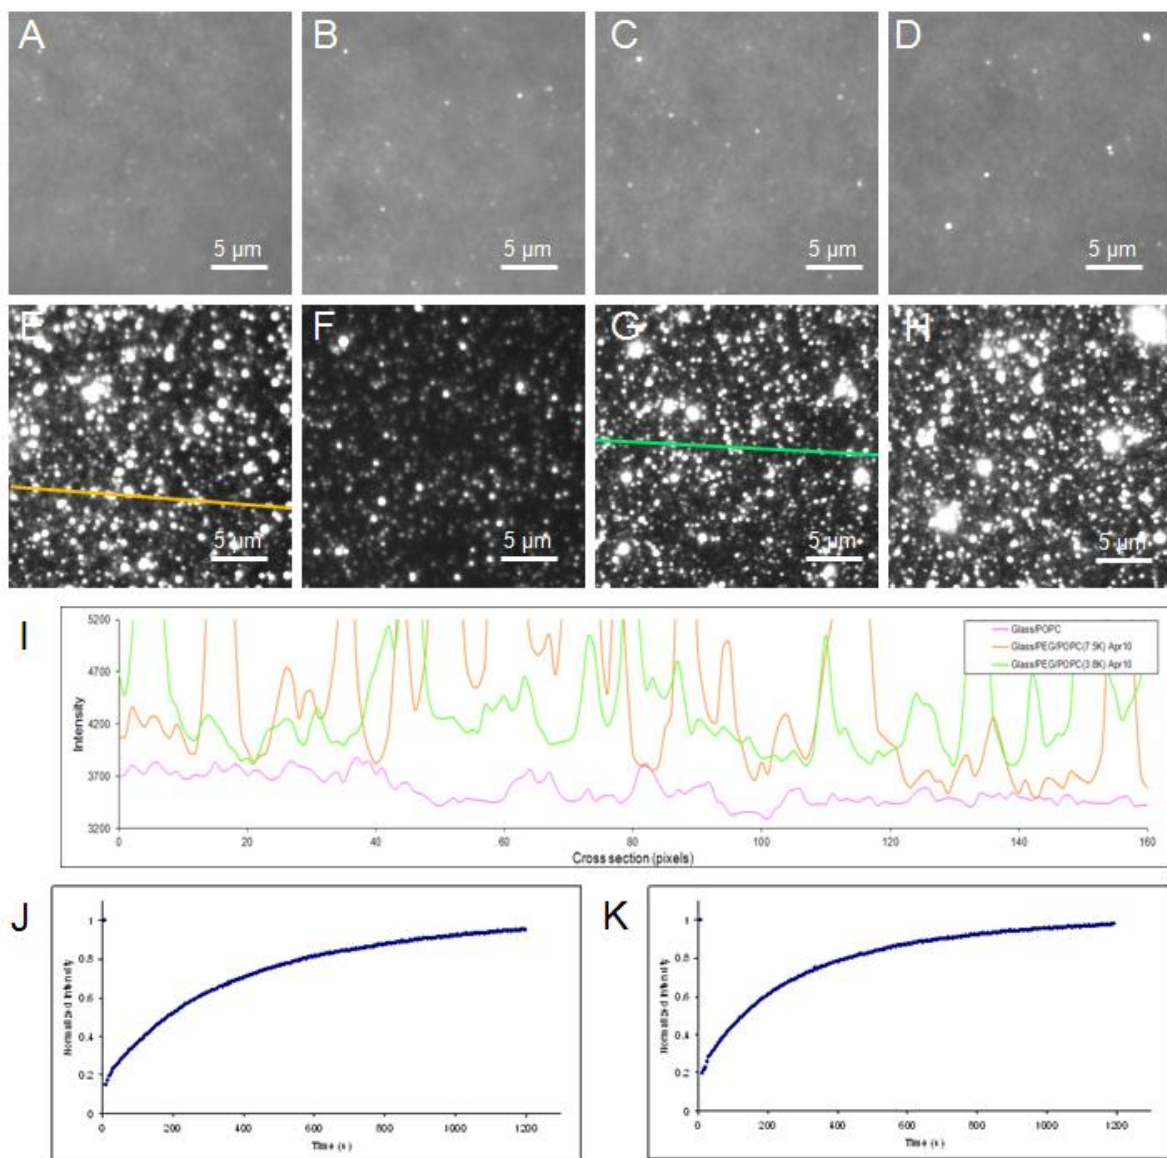 A
B
C
D
5 µm
5 µm
5 µm
5 µm
E
F
G
H
5 µm
5 µm
5 µm
5 µm
I
5200
4700
4200
3700
3200
Intensity
Glass/POPC
Glass/PEG/POPC(7.5K) Apr10
Glass/PEG/POPC(3.8K) Apr10
0 20 40 60 80 100 120 140 160
Cross section (pixels)
J
1
0.8
0.6
0.4
0.2
0
Normalized Intensity
0 200 400 600 800 1000 1200
Time (s)
K
1
0.8
0.6
0.4
0.2
0
Normalized Intensity
0 200 400 600 800 1000 1200
Time (s)